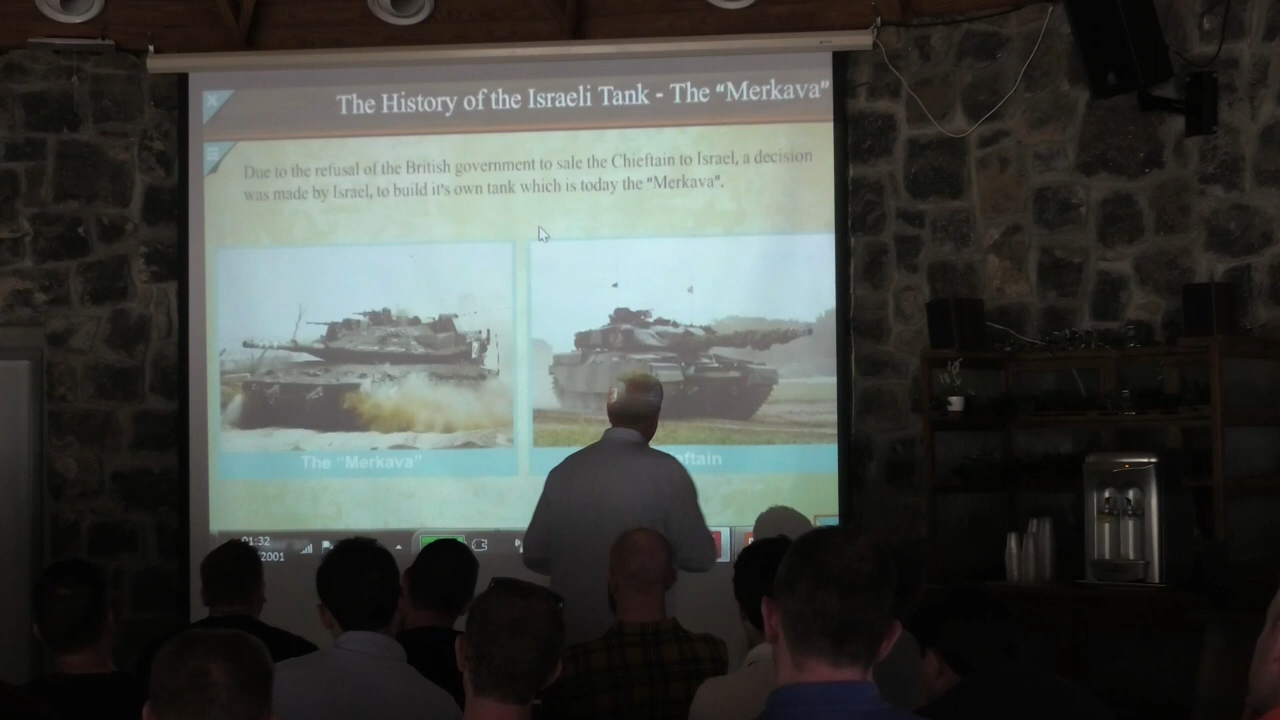 The History of the Israeli Tank - The “Merkava”
Due to the refusal of the British government to sale the Chieftain to Israel, a decision
was made by Israel, to build it's own tank which is today the “Merkava”.
The “Merkava”
aftain
01:32
/2001